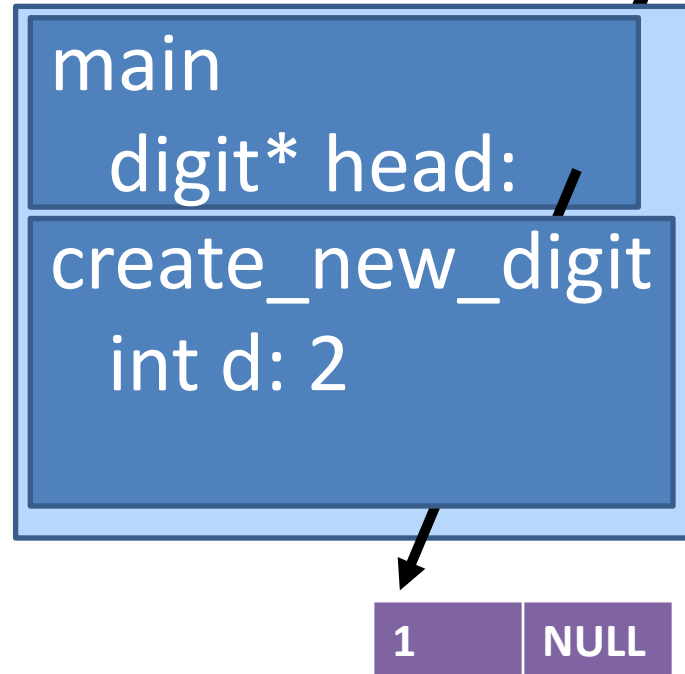 main
digit* head:
create_new_digit
int d: 2
1 NULL